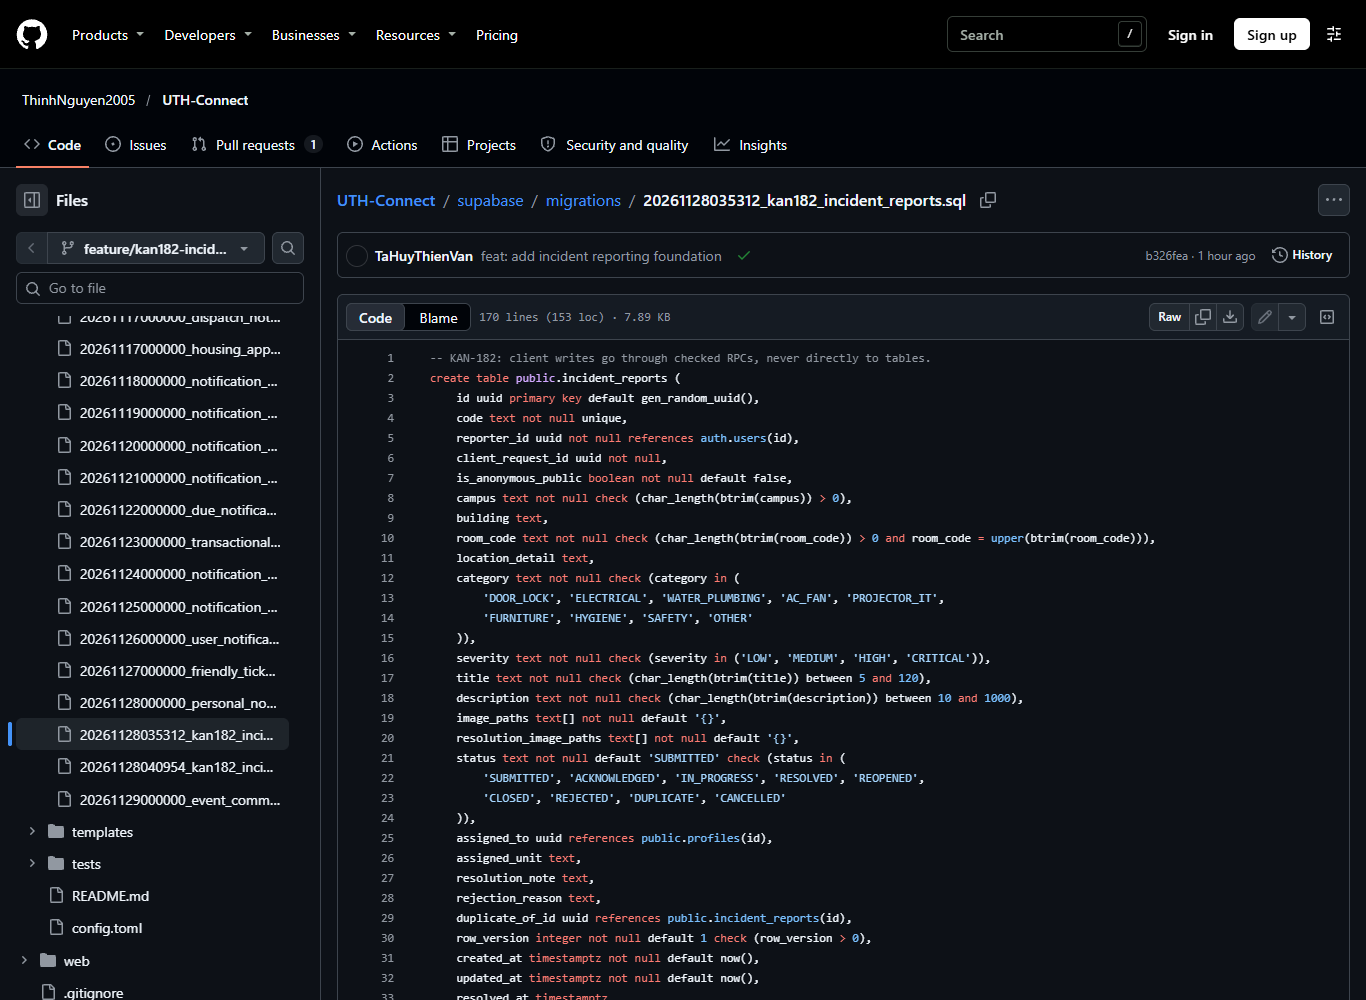 Products Developers Businesses Resources Pricing Search / Sign in Sign up
ThinhNguyen2005 / UTH-Connect
Code Issues Pull requests 1 Actions Projects Security and quality Insights
Files
feature/kan182-incid...
Go to file
20261117000000_dispatch_not...
20261117000000_housing_app...
20261118000000_notification_...
20261119000000_notification_...
20261120000000_notification_...
20261121000000_notification_...
20261122000000_due_notifica...
20261123000000_transactional...
20261124000000_notification_...
20261125000000_notification_...
20261126000000_user_notifica...
20261127000000_friendly_tick...
20261128000000_personal_no...
20261128035312_kan182_inci...
20261128040954_kan182_inci...
20261129000000_event_comm...
templates
tests
README.md
config.toml
web
.gitignore
UTH-Connect / supabase / migrations / 20261128035312_kan182_incident_reports.sql
TaHuyThienVan feat: add incident reporting foundation b326fea · 1 hour ago History
Code Blame 170 lines (153 loc) · 7.89 KB Raw
1 -- KAN-182: client writes go through checked RPCs, never directly to tables.
2 create table public.incident_reports (
3 id uuid primary key default gen_random_uuid(),
4 code text not null unique,
5 reporter_id uuid not null references auth.users(id),
6 client_request_id uuid not null,
7 is_anonymous_public boolean not null default false,
8 campus text not null check (char_length(btrim(campus)) > 0),
9 building text,
10 room_code text not null check (char_length(btrim(room_code)) > 0 and room_code = upper(btrim(room_code))),
11 location_detail text,
12 category text not null check (category in (
13 'DOOR_LOCK', 'ELECTRICAL', 'WATER_PLUMBING', 'AC_FAN', 'PROJECTOR_IT',
14 'FURNITURE', 'HYGIENE', 'SAFETY', 'OTHER'
15 )),
16 severity text not null check (severity in ('LOW', 'MEDIUM', 'HIGH', 'CRITICAL')),
17 title text not null check (char_length(btrim(title)) between 5 and 120),
18 description text not null check (char_length(btrim(description)) between 10 and 1000),
19 image_paths text[] not null default '{}',
20 resolution_image_paths text[] not null default '{}',
21 status text not null default 'SUBMITTED' check (status in (
22 'SUBMITTED', 'ACKNOWLEDGED', 'IN_PROGRESS', 'RESOLVED', 'REOPENED',
23 'CLOSED', 'REJECTED', 'DUPLICATE', 'CANCELLED'
24 )),
25 assigned_to uuid references public.profiles(id),
26 assigned_unit text,
27 resolution_note text,
28 rejection_reason text,
29 duplicate_of_id uuid references public.incident_reports(id),
30 row_version integer not null default 1 check (row_version > 0),
31 created_at timestamptz not null default now(),
32 updated_at timestamptz not null default now(),
33 resolved_at timestamptz